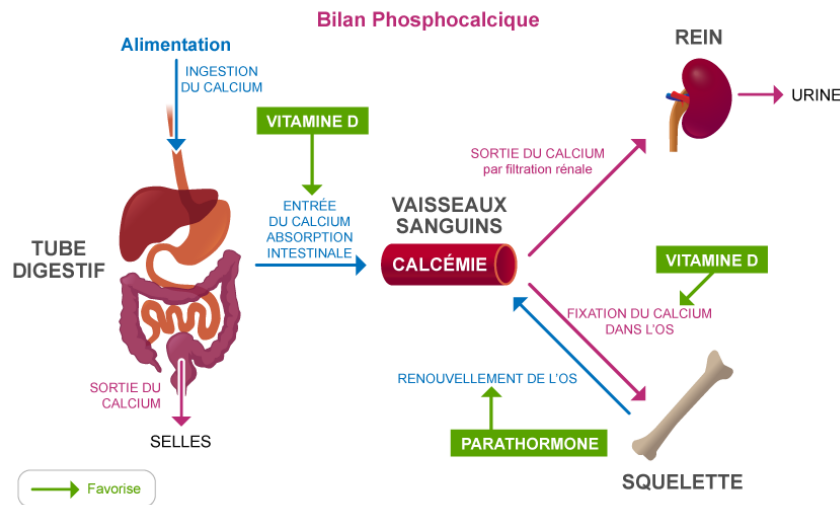 Bilan Phosphocalcique
Alimentation
INGESTION
DU CALCIUM
VITAMINE D
ENTRÉE
DU CALCIUM
ABSORPTION
INTESTINALE
TUBE
DIGESTIF
SORTIE DU
CALCIUM
SELLES
VAISSEAUX
SANGUINS
CALCÉMIE
REIN
URINE
SORTIE DU CALCIUM
par filtration rénale
VITAMINE D
FIXATION DU CALCIUM
DANS L'OS
RENOUVELLEMENT DE L'OS
PARATHORMONE
SQUELETTE
Favorise